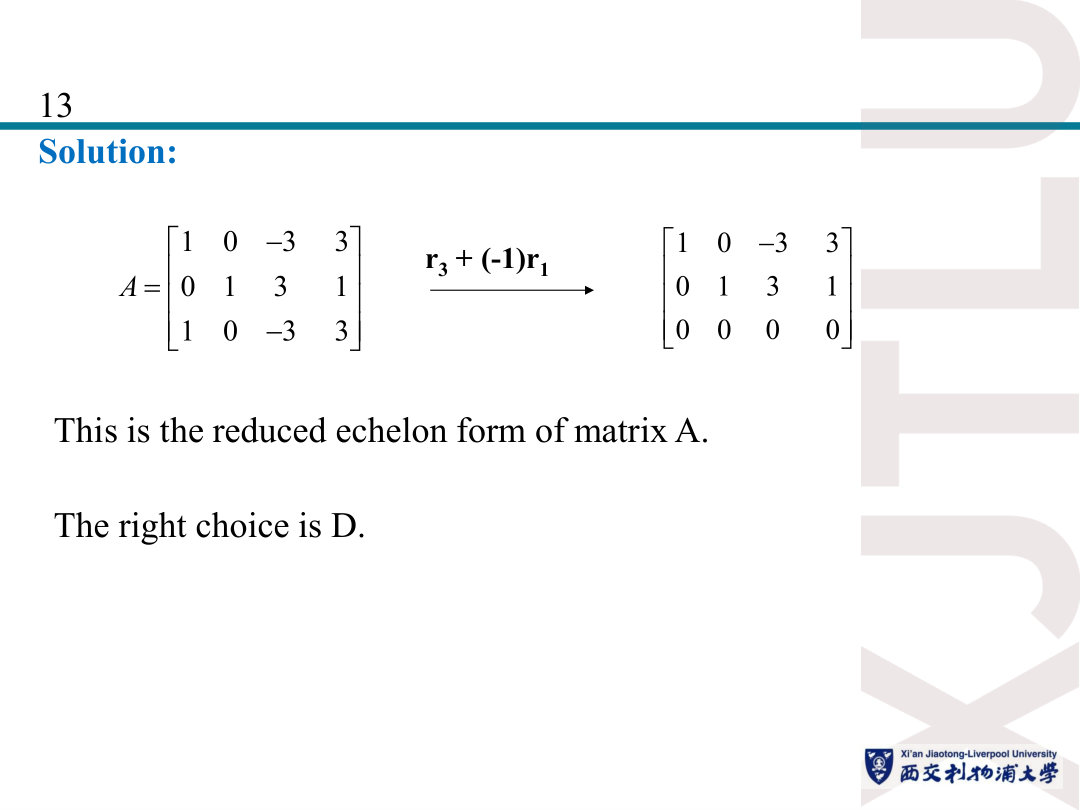 13
Solution:
A = [1 0 −3 3
0 1 3 1
1 0 −3 3]
r₃ + (-1)r₁
[1 0 −3 3
0 1 3 1
0 0 0 0]
This is the reduced echelon form of matrix A.
The right choice is D.
XJTLU
Xi'an Jiaotong-Liverpool University
西交利物浦大學